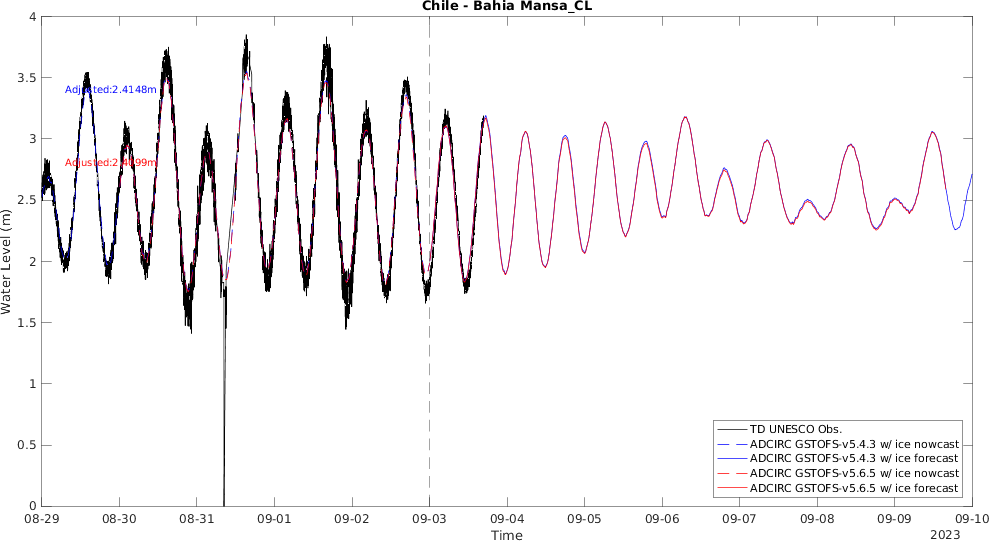 Chile - Bahia Mansa_CL
4
3.5
3
2.5
2
1.5
1
0.5
0
Water Level (m)
Adjusted:2.4148m
TD UNESCO Obs.
ADCIRC GSTOFS-v5.4.3 w/ ice nowcast
ADCIRC GSTOFS-v5.4.3 w/ ice forecast
ADCIRC GSTOFS-v5.6.5 w/ ice nowcast
ADCIRC GSTOFS-v5.6.5 w/ ice forecast
08-29 08-30 08-31 09-01 09-02 09-03 09-04 09-05 09-06 09-07 09-08 09-09 09-10
Time
2023